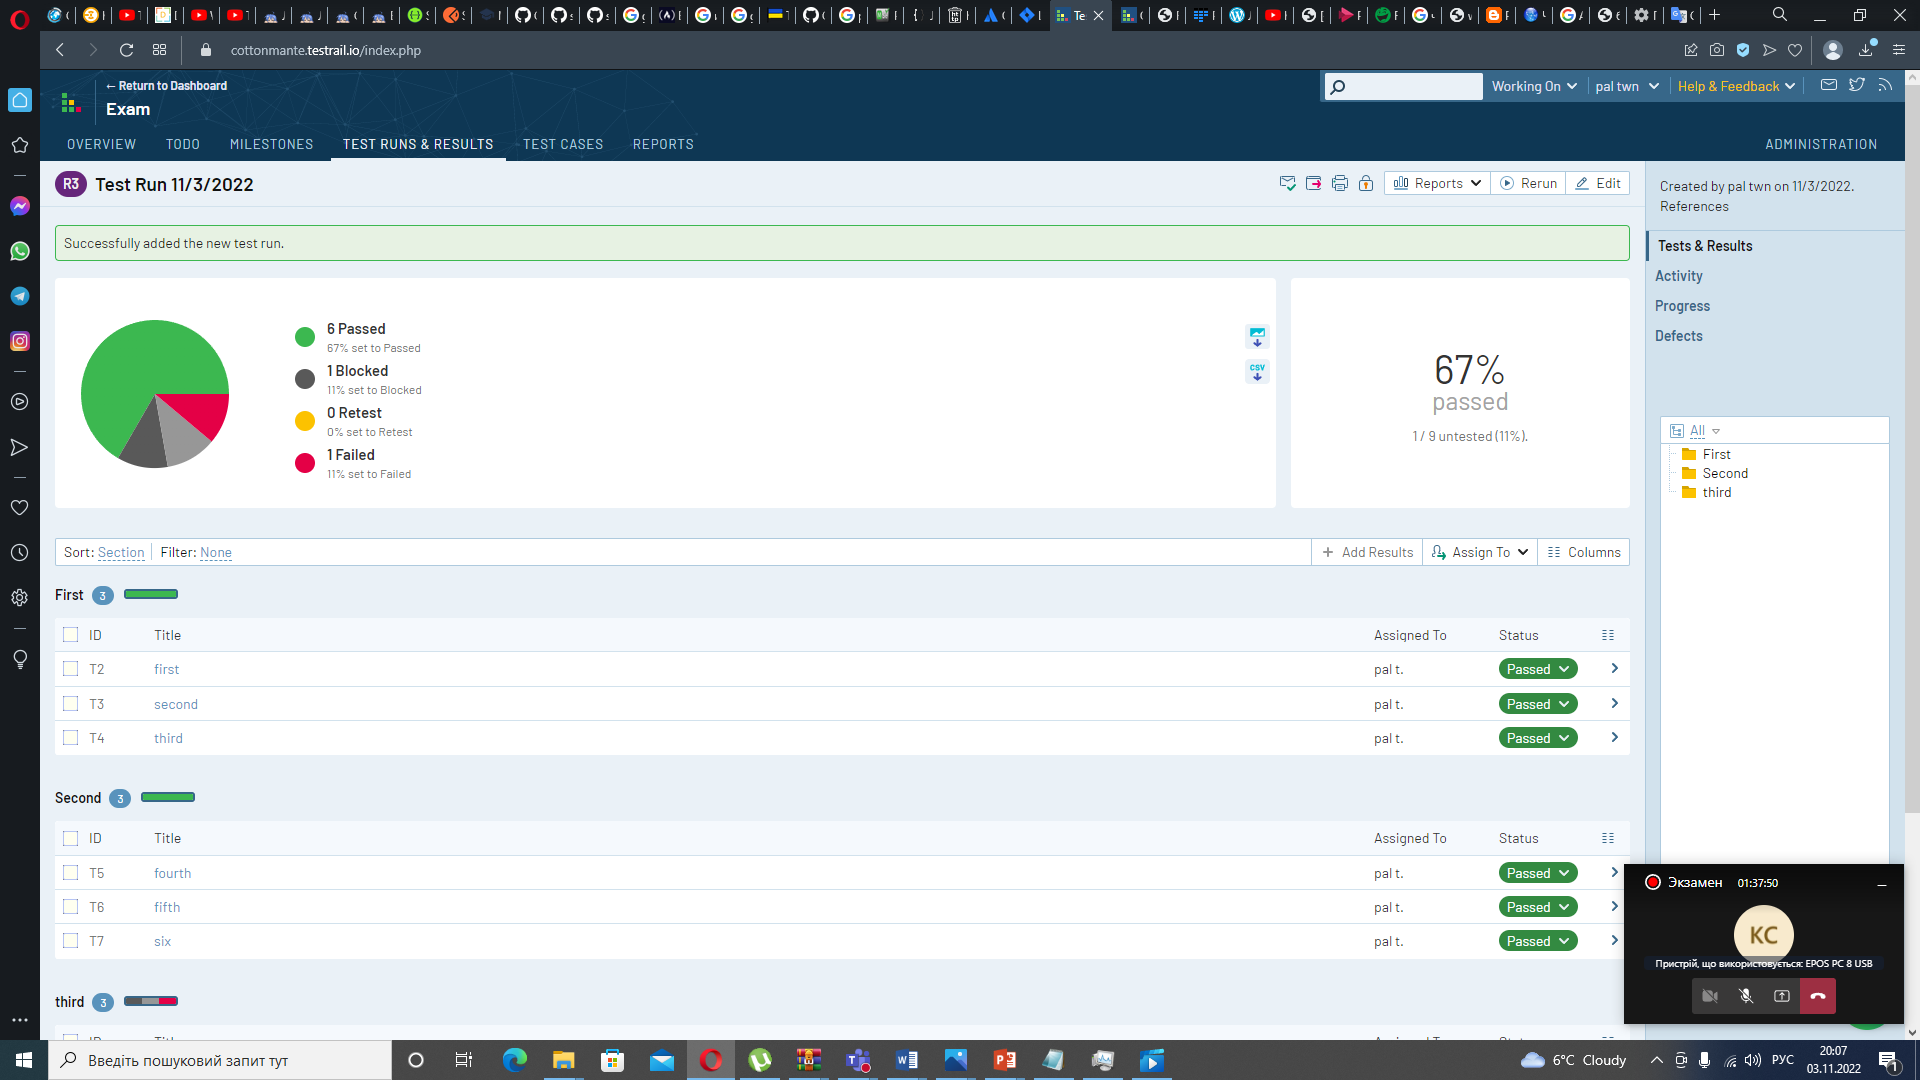 cottonmante.testrail.io/index.php
← Return to Dashboard
Exam
Working On
pal twn
Help & Feedback
OVERVIEW
TODO
MILESTONES
TEST RUNS & RESULTS
TEST CASES
REPORTS
ADMINISTRATION
R3 Test Run 11/3/2022
Reports
Rerun
Edit
Successfully added the new test run.
6 Passed
67% set to Passed
1 Blocked
11% set to Blocked
0 Retest
0% set to Retest
1 Failed
11% set to Failed
CSV
67%
passed
1 / 9 untested (11%).
Created by pal twn on 11/3/2022.
References
Tests & Results
Activity
Progress
Defects
All
First
Second
third
Sort: Section Filter: None
Add Results
Assign To
Columns
First 3
ID Title Assigned To Status
T2 first pal t. Passed
T3 second pal t. Passed
T4 third pal t. Passed
Second 3
ID Title Assigned To Status
T5 fourth pal t. Passed
T6 fifth pal t. Passed
T7 six pal t. Passed
third 3
Экзамен 01:37:50
КС
Пристрій, що використовується: EPOS PC 8 USB
Введіть пошуковий запит тут
6°C Cloudy
РУС
20:07
03.11.2022
1